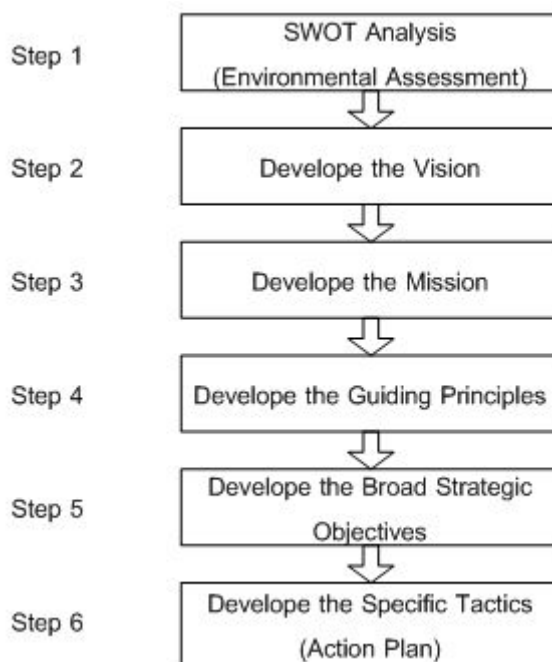 Step 1
SWOT Analysis
(Environmental Assessment)
Step 2
Develope the Vision
Step 3
Develope the Mission
Step 4
Develope the Guiding Principles
Step 5
Develope the Broad Strategic
Objectives
Step 6
Develope the Specific Tactics
(Action Plan)